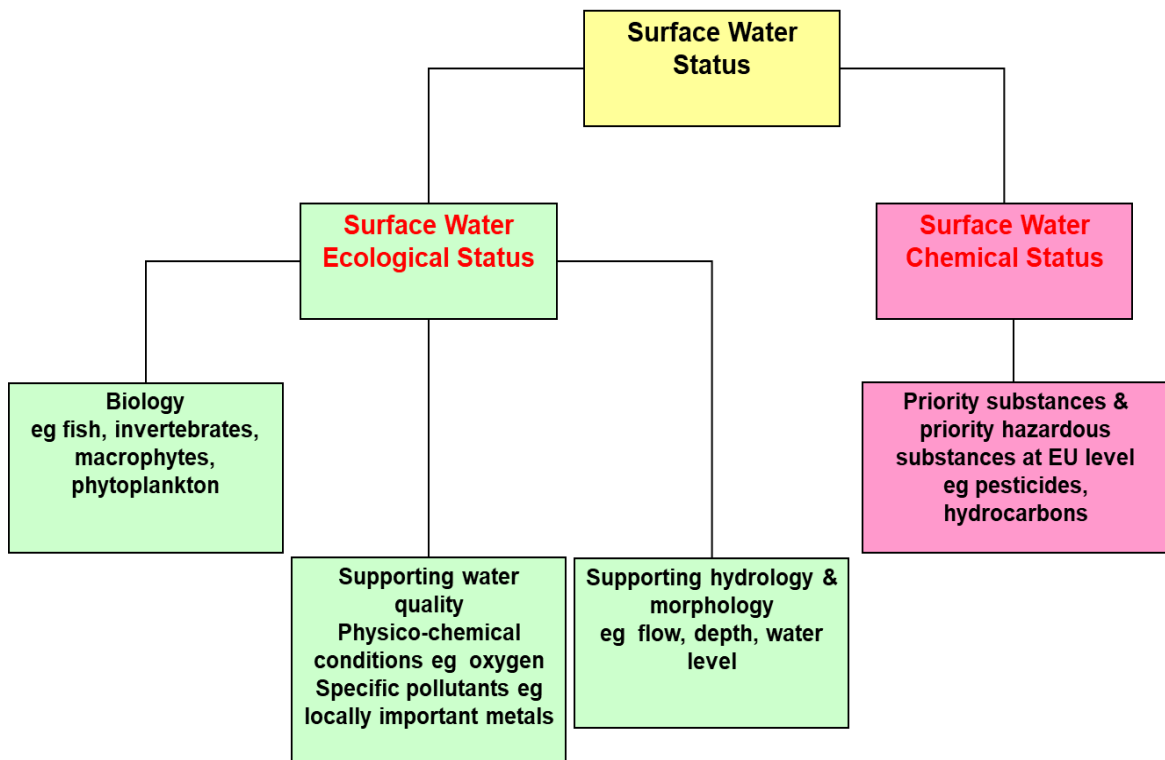 Surface Water
Status
Surface Water
Ecological Status
Surface Water
Chemical Status
Biology
eg fish, invertebrates,
macrophytes,
phytoplankton
Priority substances &
priority hazardous
substances at EU level
eg pesticides,
hydrocarbons
Supporting water
quality
Physico-chemical
conditions eg oxygen
Specific pollutants eg
locally important metals
Supporting hydrology &
morphology
eg flow, depth, water
level